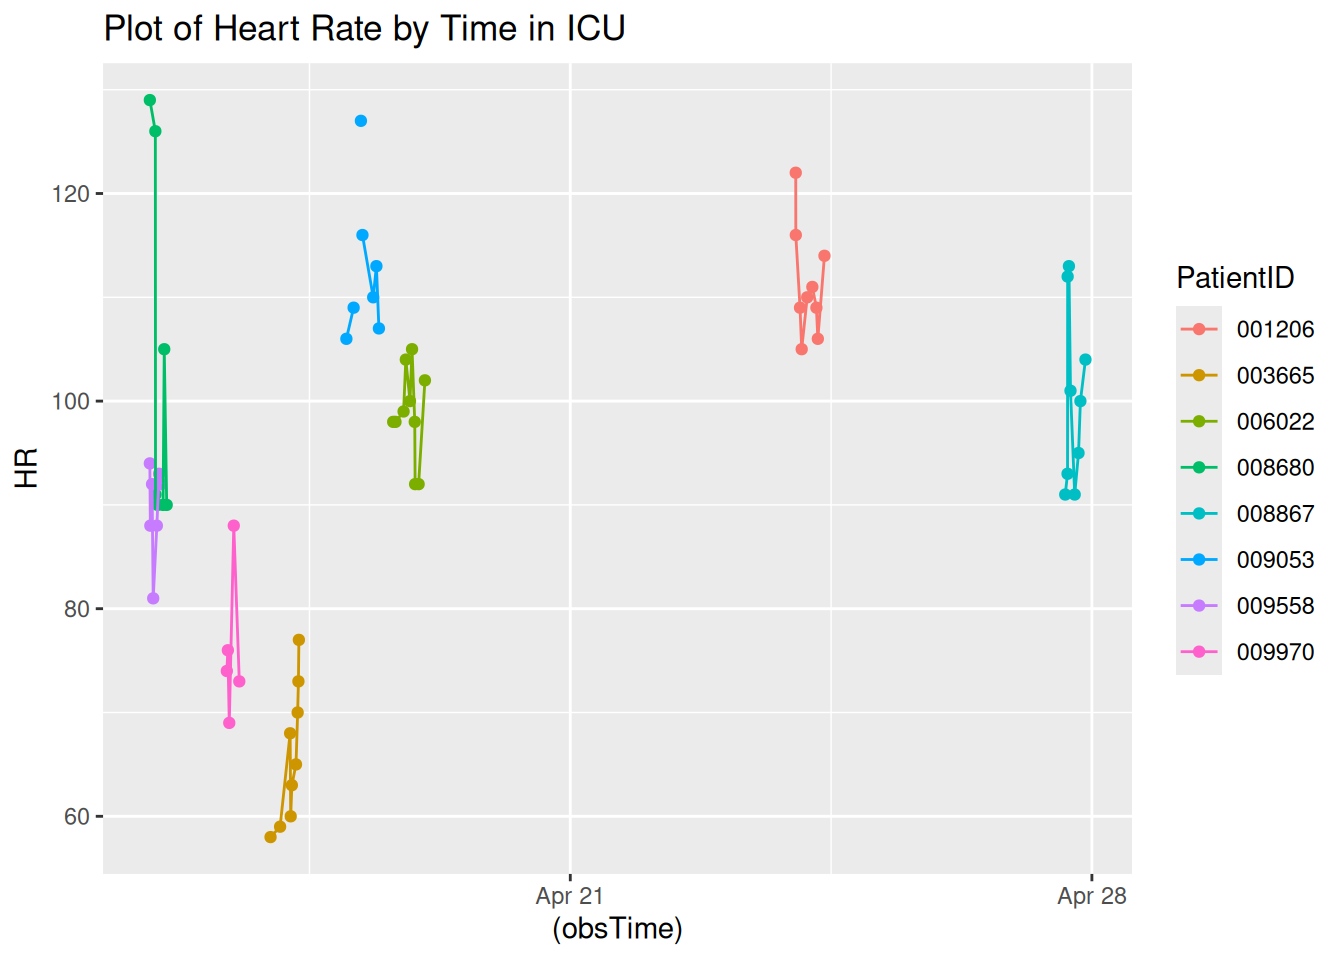 Plot of Heart Rate by Time in ICU
HR
120
100
80
60
Apr 21
Apr 28
(obsTime)
PatientID
001206
003665
006022
008680
008867
009053
009558
009970